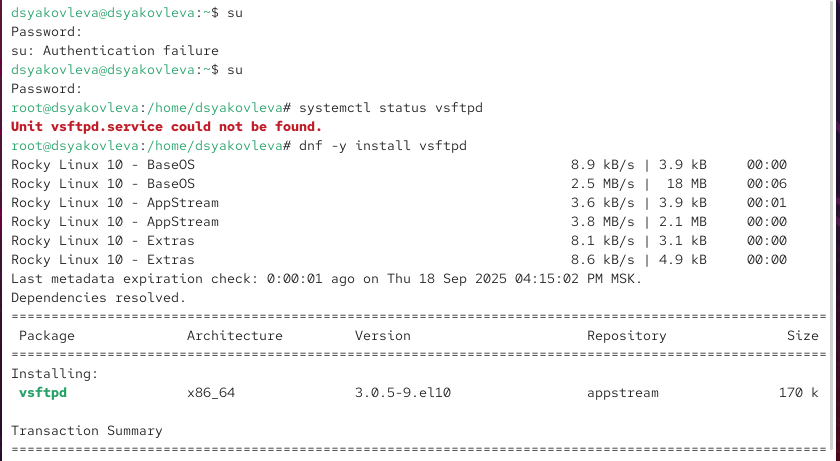 dsyakovleva@dsyakovleva:~$ su
Password:
su: Authentication failure
dsyakovleva@dsyakovleva:~$ su
Password:
root@dsyakovleva:/home/dsyakovleva# systemctl status vsftpd
Unit vsftpd.service could not be found.
root@dsyakovleva:/home/dsyakovleva# dnf -y install vsftpd
Rocky Linux 10 - BaseOS 8.9 kB/s | 3.9 kB 00:00
Rocky Linux 10 - BaseOS 2.5 MB/s | 18 MB 00:06
Rocky Linux 10 - AppStream 3.6 kB/s | 3.9 kB 00:01
Rocky Linux 10 - AppStream 3.8 MB/s | 2.1 MB 00:00
Rocky Linux 10 - Extras 8.1 kB/s | 3.1 kB 00:00
Rocky Linux 10 - Extras 8.6 kB/s | 4.9 kB 00:00
Last metadata expiration check: 0:00:01 ago on Thu 18 Sep 2025 04:15:02 PM MSK.
Dependencies resolved.
================================================================================
Package Architecture Version Repository Size
================================================================================
Installing:
vsftpd x86_64 3.0.5-9.el10 appstream 170 k
Transaction Summary
================================================================================